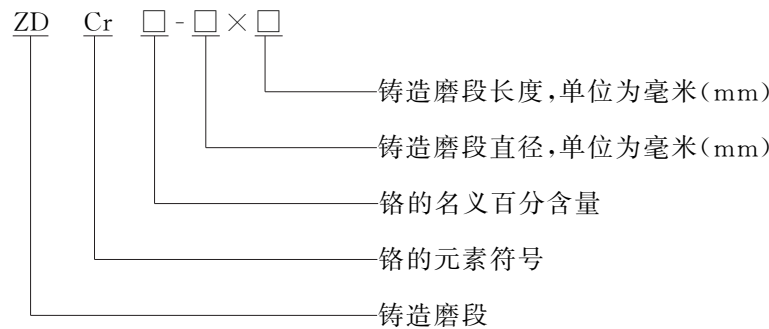 ZD Cr □-□×□
铸造磨段长度,单位为毫米(mm)
铸造磨段直径,单位为毫米(mm)
铬的名义百分含量
铬的元素符号
铸造磨段